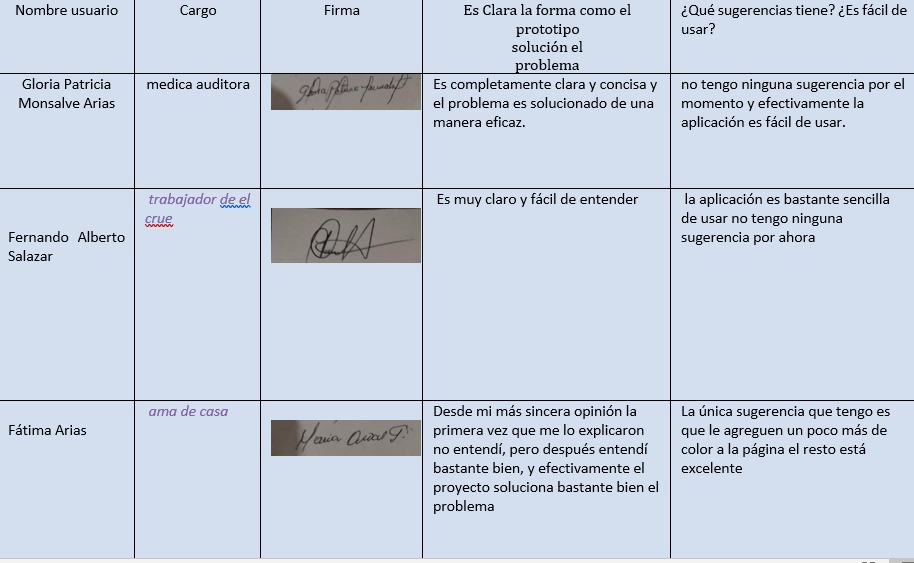 Nombre usuario
Cargo
Firma
Es Clara la forma como el
prototipo
solución el
problema
¿Qué sugerencias tiene? ¿Es fácil de
usar?
Gloria Patricia
Monsalve Arias
medica auditora
Es completamente clara y concisa y
el problema es solucionado de una
manera eficaz.
no tengo ninguna sugerencia por el
momento y efectivamente la
aplicación es fácil de usar.
Fernando Alberto
Salazar
trabajador de el
crue
Es muy claro y fácil de entender
la aplicación es bastante sencilla
de usar no tengo ninguna
sugerencia por ahora
Fátima Arias
ama de casa
Desde mi más sincera opinión la
primera vez que me lo explicaron
no entendí, pero después entendí
bastante bien, y efectivamente el
proyecto soluciona bastante bien el
problema
La única sugerencia que tengo es
que le agreguen un poco más de
color a la página el resto está
excelente